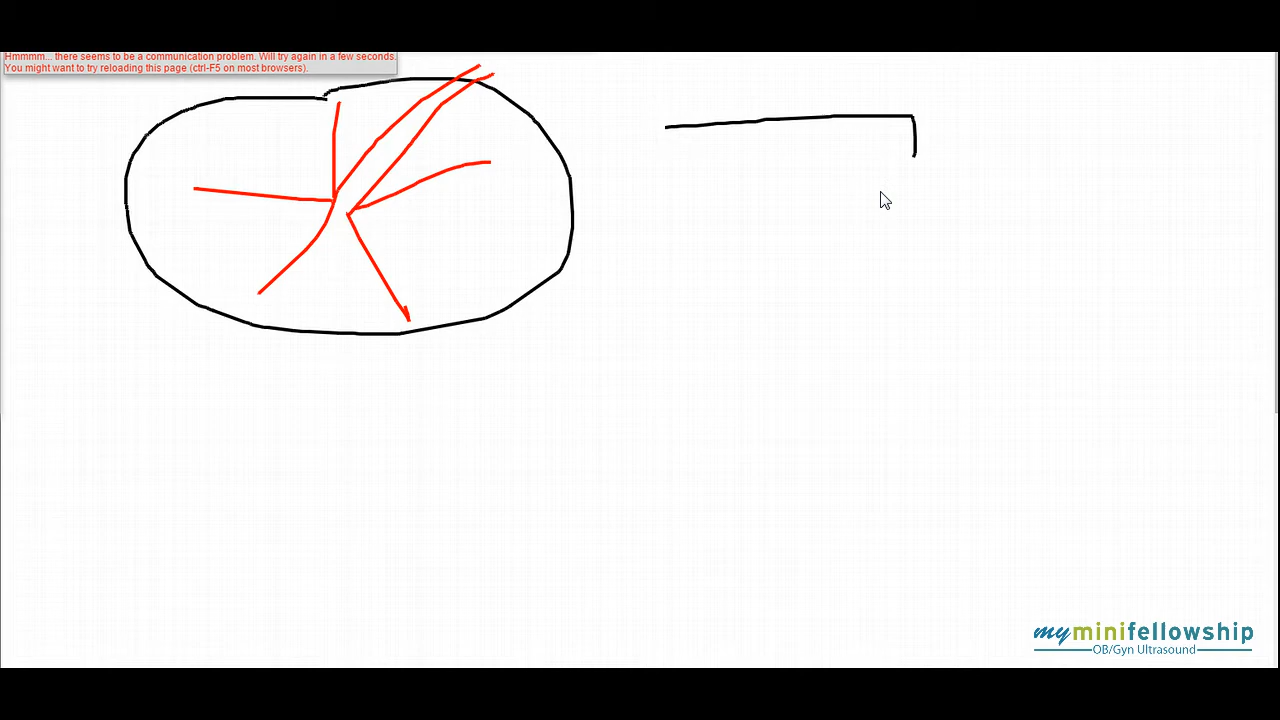 Hmmmm... there seems to be a communication problem. Will try again in a few seconds.
You might want to try reloading this page (ctrl-F5 on most browsers).
myminifellowship
OB/Gyn Ultrasound